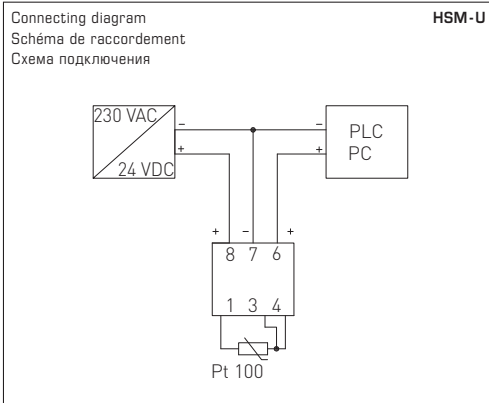 Connecting diagram HSM-U
Schéma de raccordement
Схема подключения
230 VAC
24 VDC
–
+
–
+
PLC
PC
+ – +
8 7 6
1 3 4
Pt 100